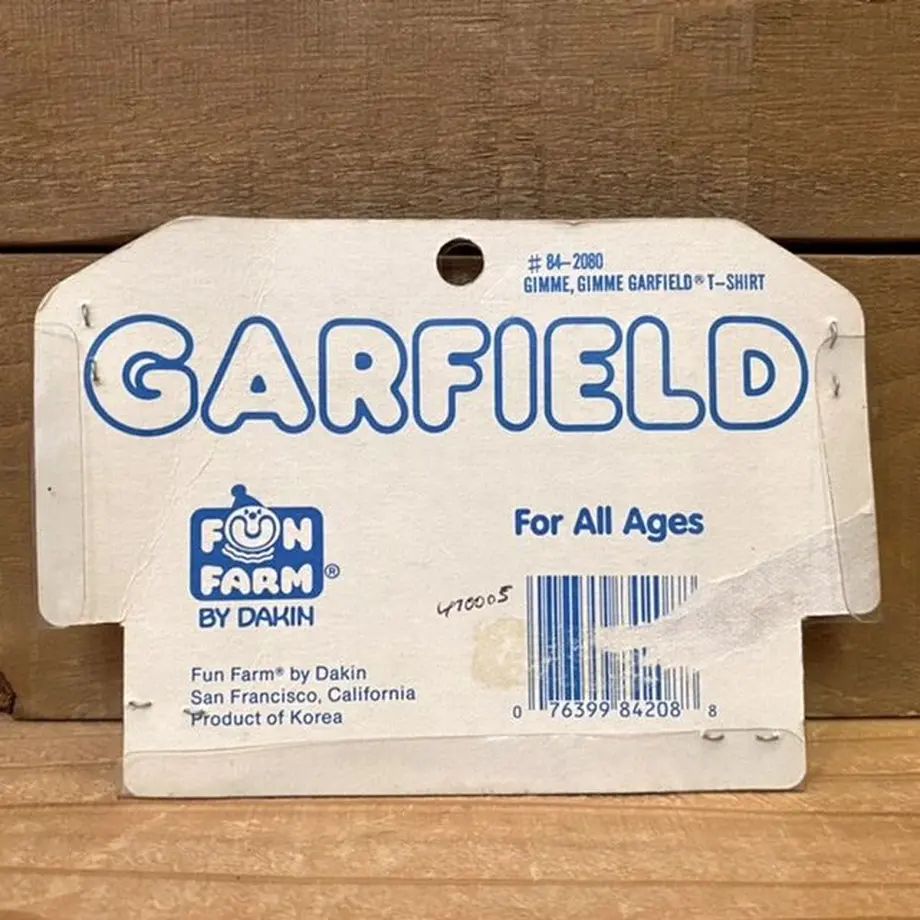 # 84-2080
GIMME, GIMME GARFIELD® T-SHIRT
GARFIELD
FUN
FARM®
BY DAKIN
For All Ages
470005
Fun Farm® by Dakin
San Francisco, California
Product of Korea
0 76399 84208 8